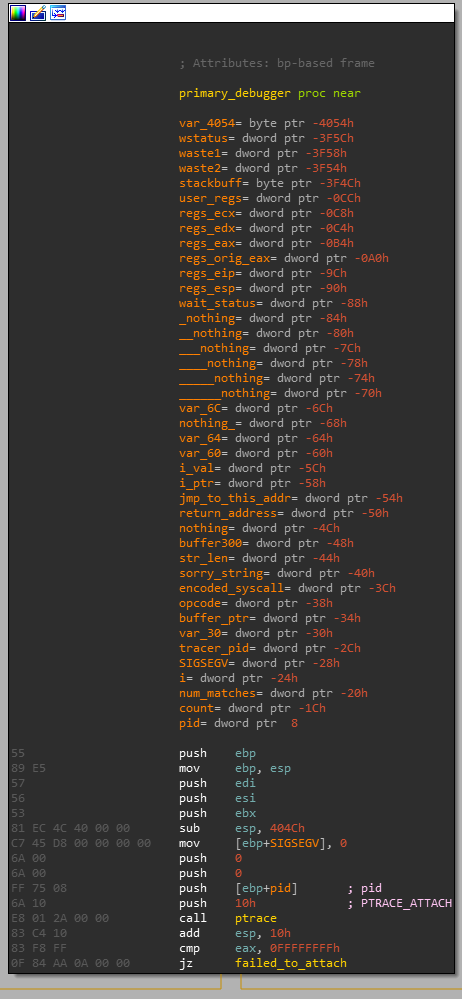 ; Attributes: bp-based frame
primary_debugger proc near
var_4054= byte ptr -4054h
wstatus= dword ptr -3F5Ch
waste1= dword ptr -3F58h
waste2= dword ptr -3F54h
stackbuff= byte ptr -3F4Ch
user_regs= dword ptr -0CCh
regs_ecx= dword ptr -0C8h
regs_edx= dword ptr -0C4h
regs_eax= dword ptr -0B4h
regs_orig_eax= dword ptr -0A0h
regs_eip= dword ptr -9Ch
regs_esp= dword ptr -90h
wait_status= dword ptr -88h
_nothing= dword ptr -84h
__nothing= dword ptr -80h
___nothing= dword ptr -7Ch
____nothing= dword ptr -78h
_____nothing= dword ptr -74h
______nothing= dword ptr -70h
var_6C= dword ptr -6Ch
nothing_= dword ptr -68h
var_64= dword ptr -64h
var_60= dword ptr -60h
i_val= dword ptr -5Ch
i_ptr= dword ptr -58h
jmp_to_this_addr= dword ptr -54h
return_address= dword ptr -50h
nothing= dword ptr -4Ch
buffer300= dword ptr -48h
str_len= dword ptr -44h
sorry_string= dword ptr -40h
encoded_syscall= dword ptr -3Ch
opcode= dword ptr -38h
buffer_ptr= dword ptr -34h
var_30= dword ptr -30h
tracer_pid= dword ptr -2Ch
SIGSEGV= dword ptr -28h
i= dword ptr -24h
num_matches= dword ptr -20h
count= dword ptr -1Ch
pid= dword ptr  8
55 push ebp
89 E5 mov ebp, esp
57 push edi
56 push esi
53 push ebx
81 EC 4C 40 00 00 sub esp, 404Ch
C7 45 D8 00 00 00 00 mov [ebp+SIGSEGV], 0
6A 00 push 0
6A 00 push 0
FF 75 08 push [ebp+pid] ; pid
6A 10 push 10h ; PTRACE_ATTACH
E8 01 2A 00 00 call ptrace
83 C4 10 add esp, 10h
83 F8 FF cmp eax, 0FFFFFFFFh
0F 84 AA 0A 00 00 jz failed_to_attach